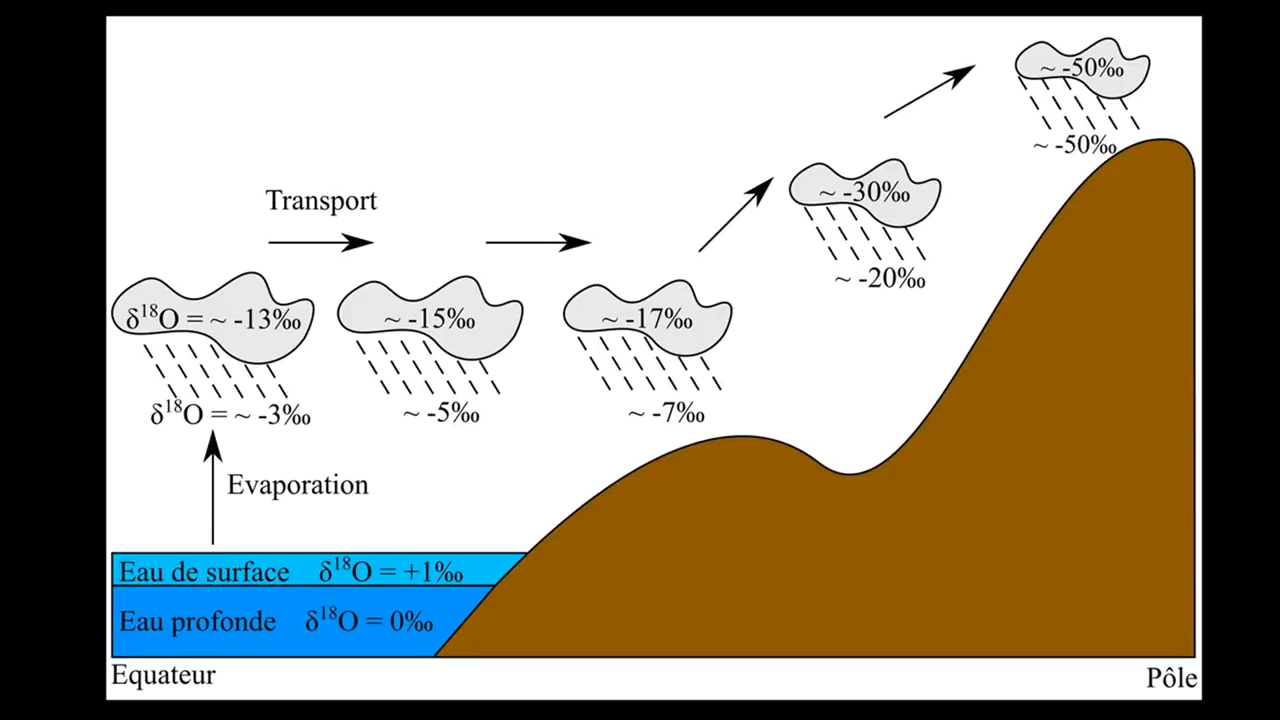 ~ -50‰
~ -50‰
~ -30‰
~ -20‰
Transport
δ¹⁸O = ~ -13‰
~ -15‰
~ -17‰
δ¹⁸O = ~ -3‰
~ -5‰
~ -7‰
Evaporation
Eau de surface δ¹⁸O = +1‰
Eau profonde δ¹⁸O = 0‰
Equateur
Pôle